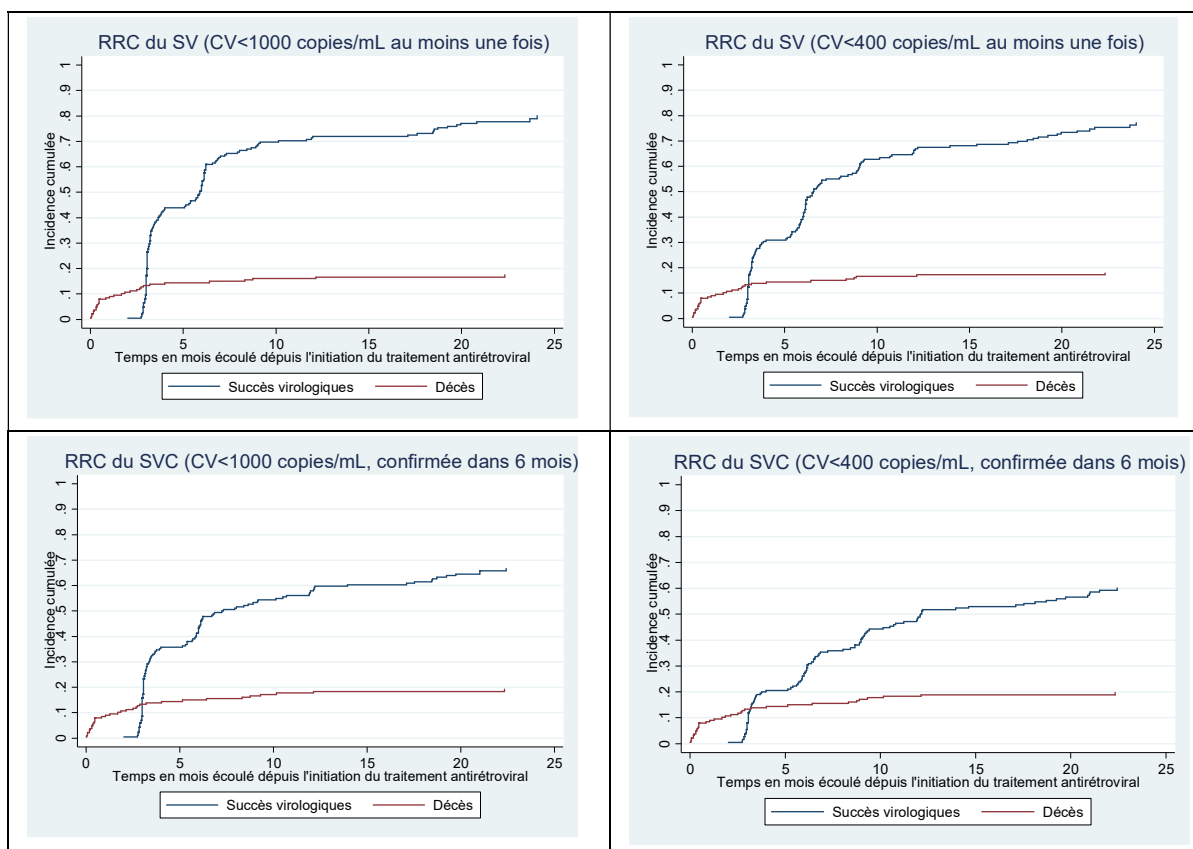 RRC du SV (CV<1000 copies/mL au moins une fois)
Incidence cumulée
0 .1 .2 .3 .4 .5 .6 .7 .8 .9 1
0 5 10 15 20 25
Temps en mois écoulé dépuis l'initiation du traitement antirétroviral
Succès virologiques Décès
RRC du SV (CV<400 copies/mL au moins une fois)
Incidence cumulée
0 .1 .2 .3 .4 .5 .6 .7 .8 .9 1
0 5 10 15 20 25
Temps en mois écoulé dépuis l'initiation du traitement antirétroviral
Succès virologiques Décès
RRC du SVC (CV<1000 copies/mL, confirmée dans 6 mois)
Incidence cumulée
0 .1 .2 .3 .4 .5 .6 .7 .8 .9 1
0 5 10 15 20 25
Temps en mois écoulé dépuis l'initiation du traitement antirétroviral
Succès virologiques Décès
RRC du SVC (CV<400 copies/mL, confirmée dans 6 mois)
Incidence cumulée
0 .1 .2 .3 .4 .5 .6 .7 .8 .9 1
0 5 10 15 20 25
Temps en mois écoulé dépuis l'initiation du traitement antirétroviral
Succès virologiques Décès